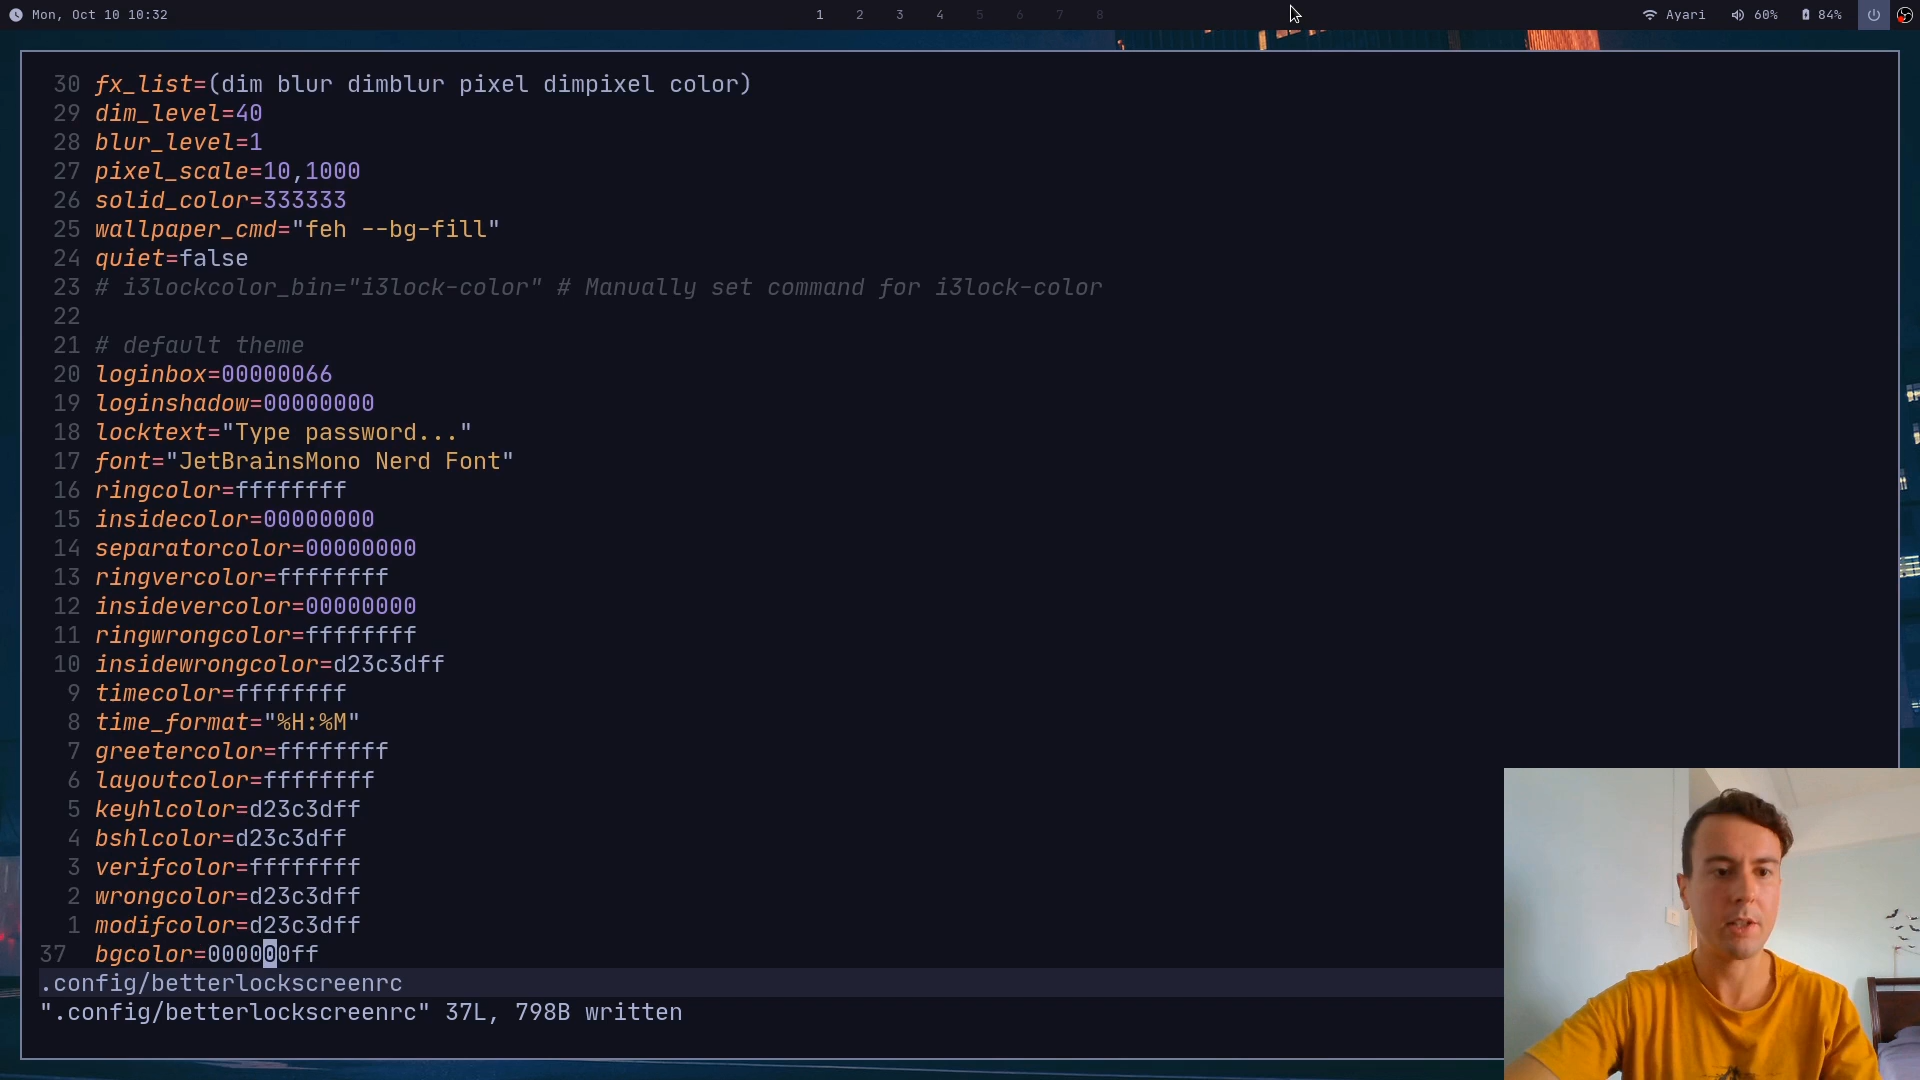 Mon, Oct 10 10:32
1 2 3 4 5 6 7 8
Ayari 60% 84%
30 fx_list=(dim blur dimblur pixel dimpixel color)
29 dim_level=40
28 blur_level=1
27 pixel_scale=10,1000
26 solid_color=333333
25 wallpaper_cmd="feh --bg-fill"
24 quiet=false
23 # i3lockcolor_bin="i3lock-color" # Manually set command for i3lock-color
22
21 # default theme
20 loginbox=00000066
19 loginshadow=00000000
18 locktext="Type password..."
17 font="JetBrainsMono Nerd Font"
16 ringcolor=ffffffff
15 insidecolor=00000000
14 separatorcolor=00000000
13 ringvercolor=ffffffff
12 insidevercolor=00000000
11 ringwrongcolor=ffffffff
10 insidewrongcolor=d23c3dff
9 timecolor=ffffffff
8 time_format="%H:%M"
7 greetercolor=ffffffff
6 layoutcolor=ffffffff
5 keyhlcolor=d23c3dff
4 bshlcolor=d23c3dff
3 verifcolor=ffffffff
2 wrongcolor=d23c3dff
1 modifcolor=d23c3dff
37 bgcolor=000000ff
.config/betterlockscreenrc
".config/betterlockscreenrc" 37L, 798B written